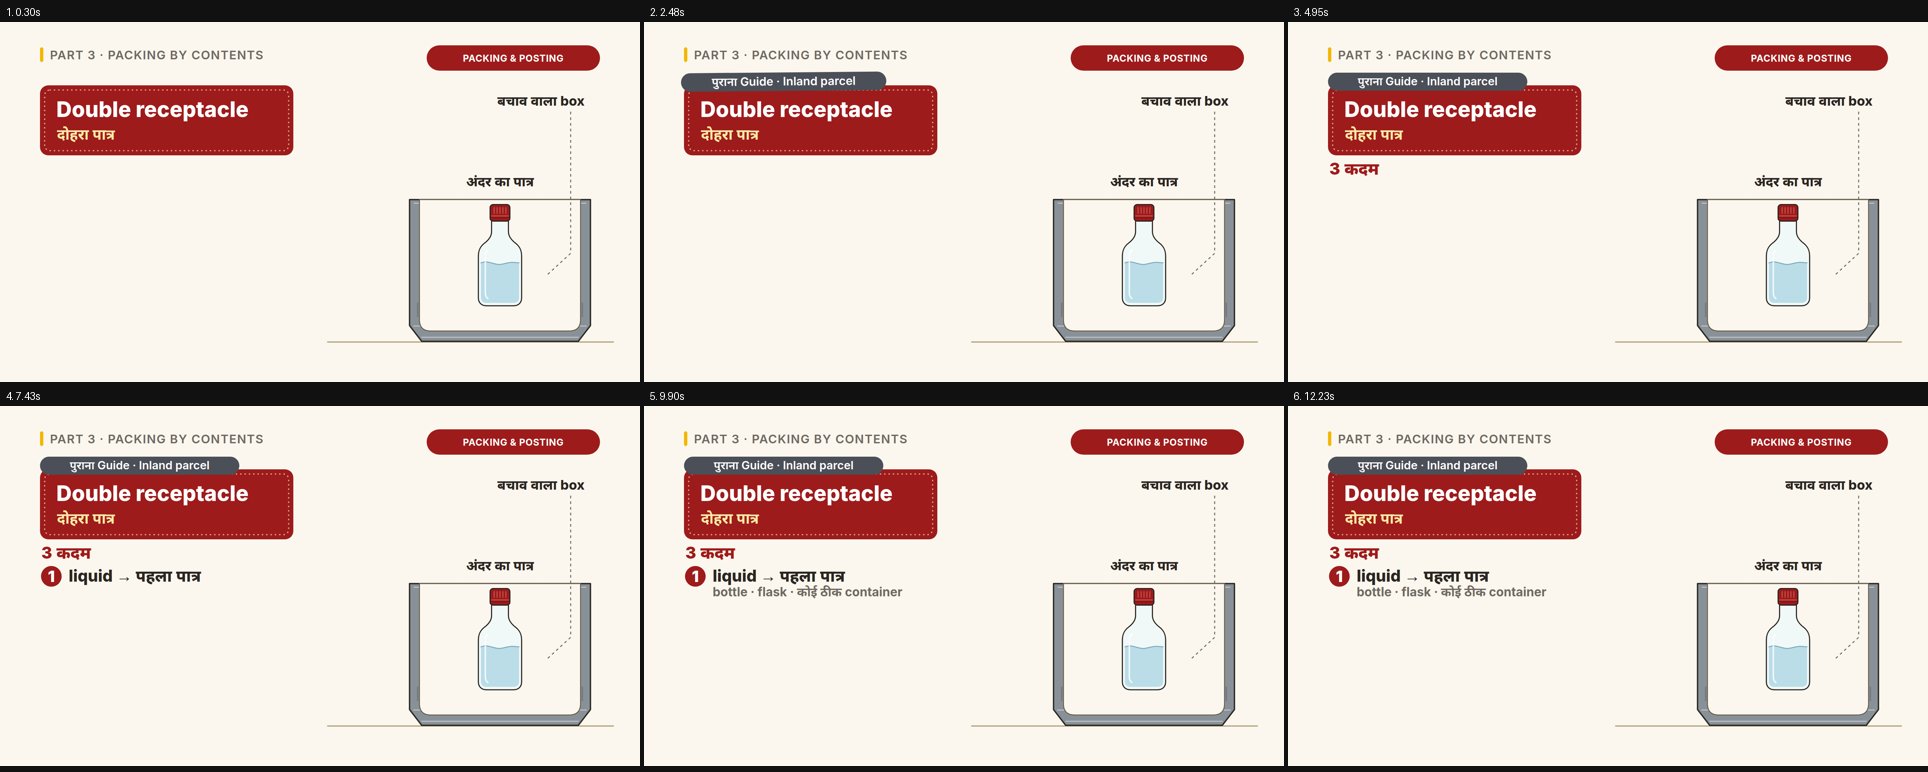 1. 0.30s
PART 3 · PACKING BY CONTENTS
PACKING & POSTING
Double receptacle
दोहरा पात्र
बचाव वाला box
अंदर का पात्र
2. 2.48s
PART 3 · PACKING BY CONTENTS
PACKING & POSTING
पुराना Guide · Inland parcel
Double receptacle
दोहरा पात्र
बचाव वाला box
अंदर का पात्र
3. 4.95s
PART 3 · PACKING BY CONTENTS
PACKING & POSTING
पुराना Guide · Inland parcel
Double receptacle
दोहरा पात्र
3 कदम
बचाव वाला box
अंदर का पात्र
4. 7.43s
PART 3 · PACKING BY CONTENTS
PACKING & POSTING
पुराना Guide · Inland parcel
Double receptacle
दोहरा पात्र
3 कदम
1 liquid → पहला पात्र
बचाव वाला box
अंदर का पात्र
5. 9.90s
PART 3 · PACKING BY CONTENTS
PACKING & POSTING
पुराना Guide · Inland parcel
Double receptacle
दोहरा पात्र
3 कदम
1 liquid → पहला पात्र
bottle · flask · कोई ठीक container
बचाव वाला box
अंदर का पात्र
6. 12.23s
PART 3 · PACKING BY CONTENTS
PACKING & POSTING
पुराना Guide · Inland parcel
Double receptacle
दोहरा पात्र
3 कदम
1 liquid → पहला पात्र
bottle · flask · कोई ठीक container
बचाव वाला box
अंदर का पात्र